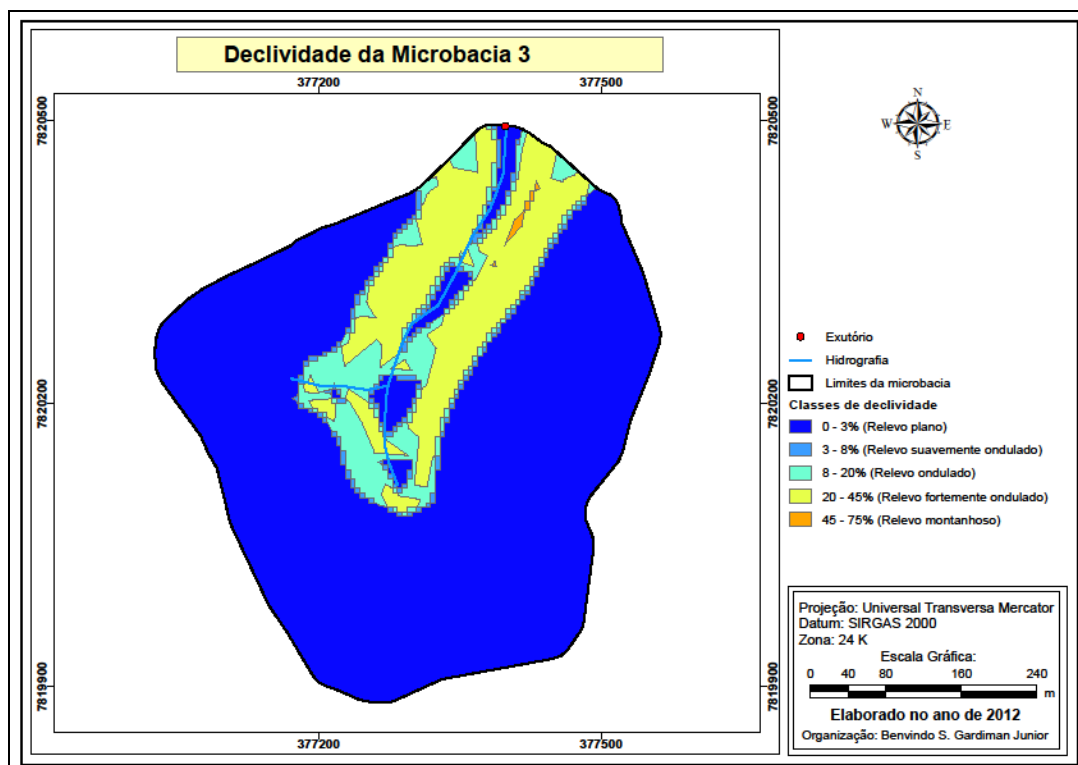 Declividade da Microbacia 3
377200
377500
7820500
7820500
N
W
E
S
7820200
7820200
Exutório
Hidrografia
Limites da microbacia
Classes de declividade
0 - 3% (Relevo plano)
3 - 8% (Relevo suavemente ondulado)
8 - 20% (Relevo ondulado)
20 - 45% (Relevo fortemente ondulado)
45 - 75% (Relevo montanhoso)
7819900
7819900
377200
377500
Projeção: Universal Transversa Mercator
Datum: SIRGAS 2000
Zona: 24 K
Escala Gráfica:
0 40 80 160 240
m
Elaborado no ano de 2012
Organização: Benvindo S. Gardiman Junior